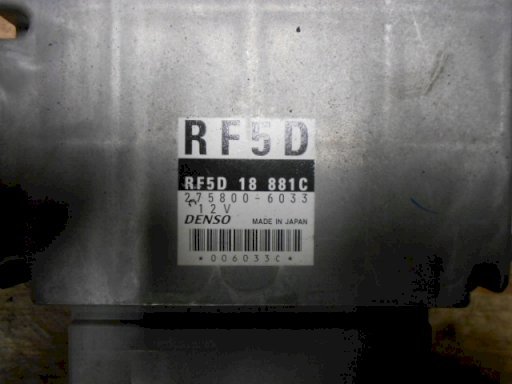 RF5D
RF5D 18 881C
275800-6033
12V
DENSO MADE IN JAPAN
*006033C*